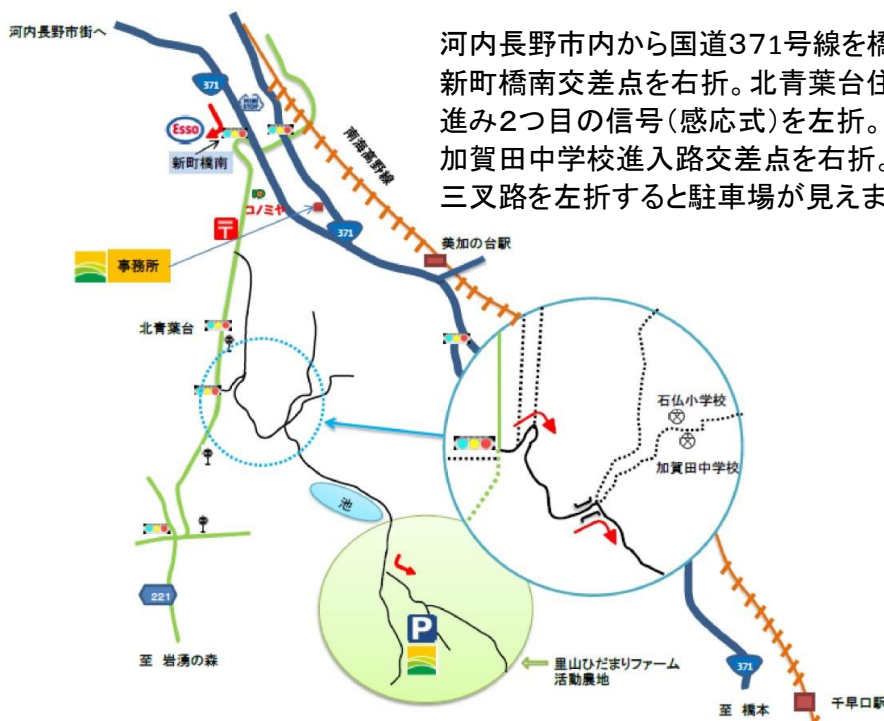 河内長野市街へ
河内長野市内から国道371号線を橋
新町橋南交差点を右折。北青葉台住
進み2つ目の信号(感応式)を左折。
加賀田中学校進入路交差点を右折。
三叉路を左折すると駐車場が見えま
371
MINI STOP
Esso
新町橋南
南海高野線
コノミヤ
〒
371
美加の台駅
事務所
北青葉台
石仏小学校
加賀田中学校
池
221
P
至 岩湧の森
里山ひだまりファーム
活動農地
371
至 橋本
千早口駅